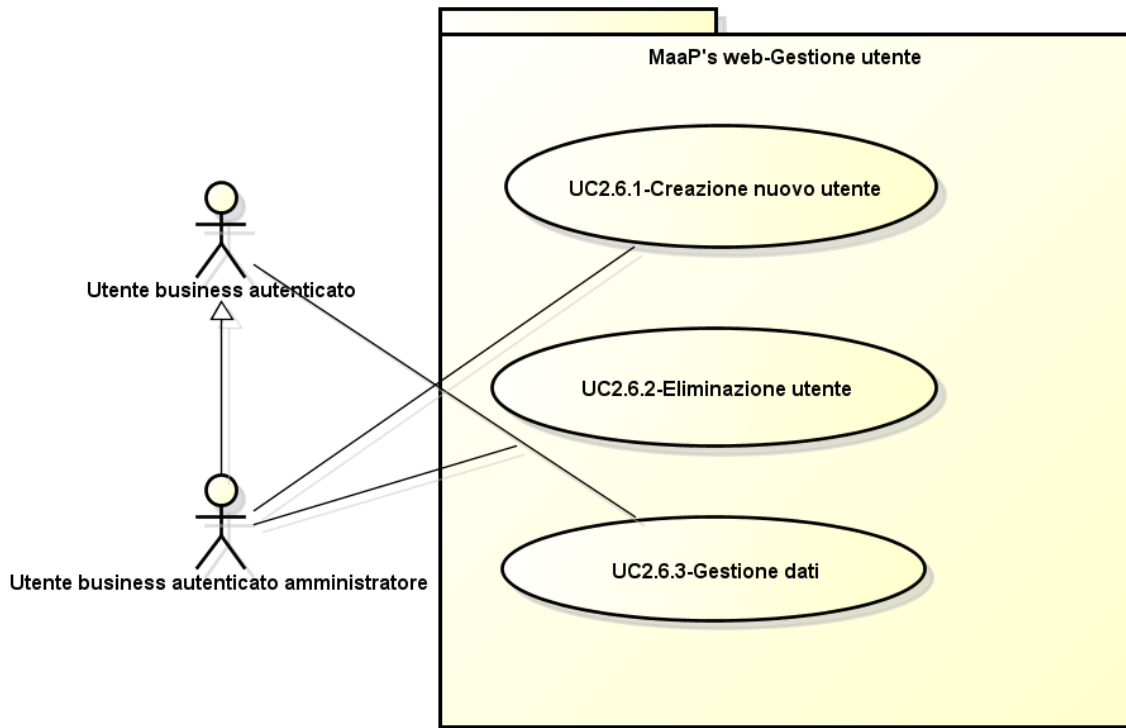 MaaP's web-Gestione utente
UC2.6.1-Creazione nuovo utente
Utente business autenticato
UC2.6.2-Eliminazione utente
UC2.6.3-Gestione dati
Utente business autenticato amministratore